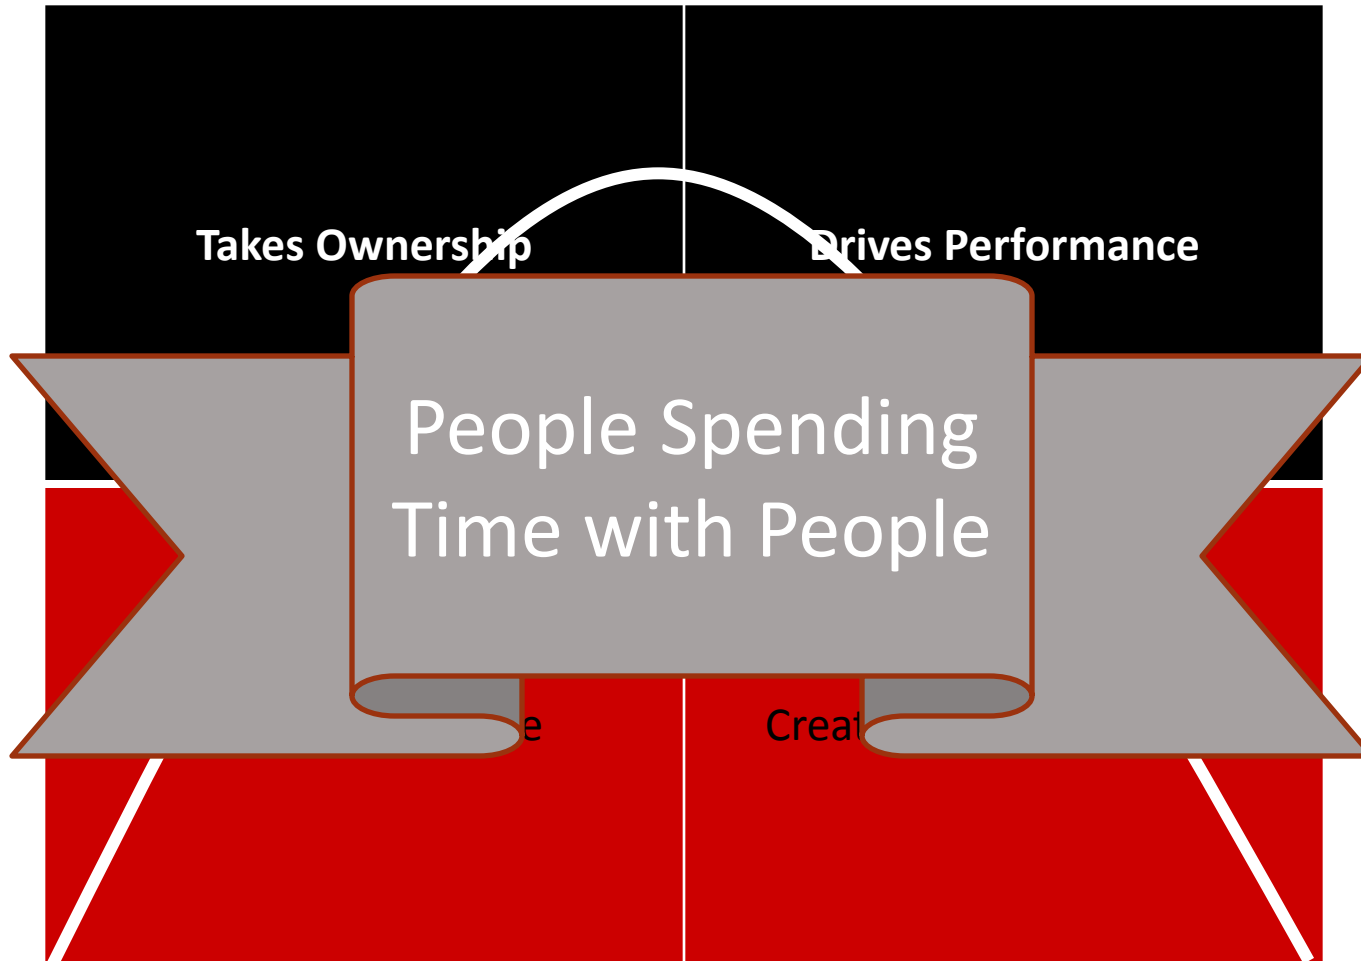 Takes Ownership
Drives Performance
People Spending
Time with People